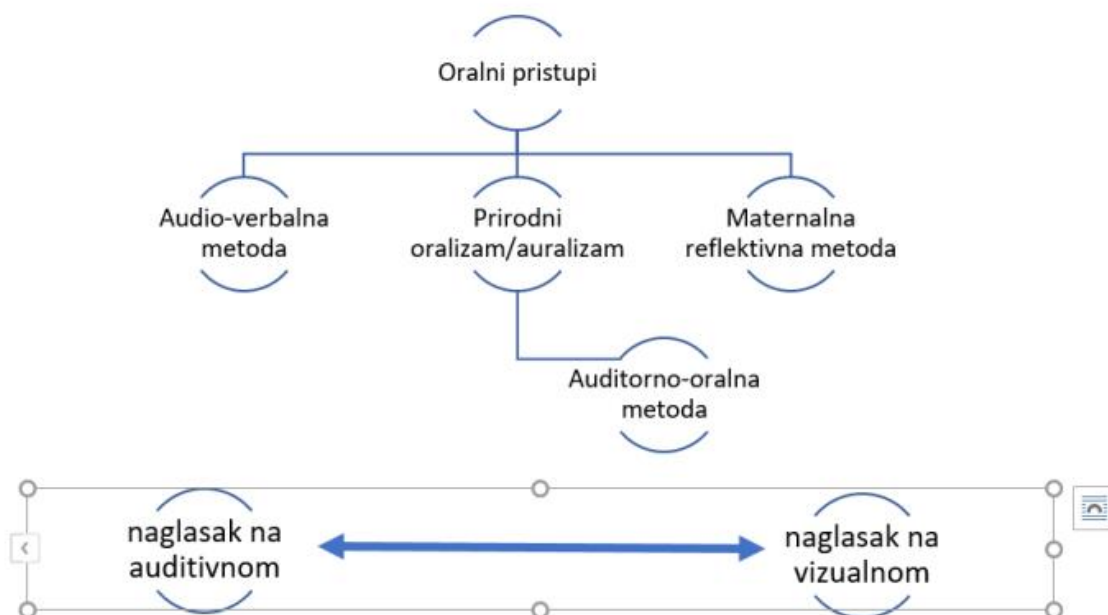 Oralni pristupi
Audio-verbalna
metoda
Prirodni
oralizam/auralizam
Maternalna
reflektivna metoda
Auditorno-oralna
metoda
naglasak na
auditivnom
naglasak na
vizualnom